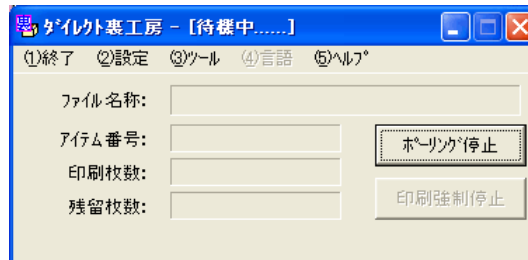 ﾀﾞｲﾚｸﾄ裏工房 - [待機中......]
(1)終了 (2)設定 (3)ﾂｰﾙ (4)言語 (5)ﾍﾙﾌﾟ
ﾌｧｲﾙ名称:
ｱｲﾃﾑ番号:
ﾎﾟｰﾘﾝｸﾞ停止
印刷枚数:
印刷強制停止
残留枚数: